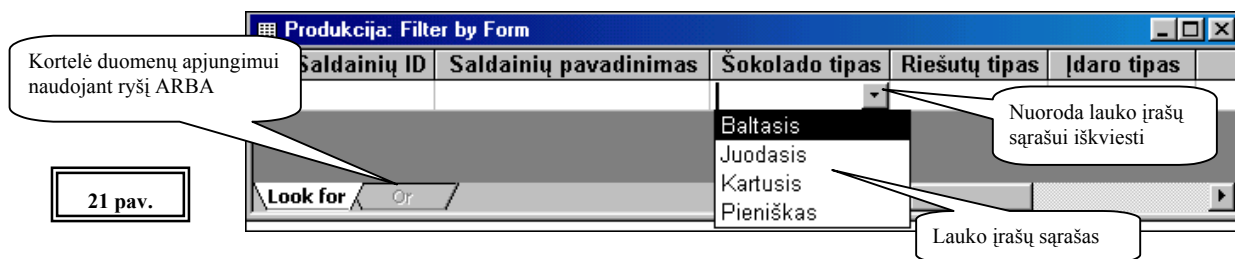 Produkcija: Filter by Form
Kortelė duomenų apjungimui
naudojant ryšį ARBA
Saldainių ID Saldainių pavadinimas Šokolado tipas Riešutų tipas Įdaro tipas
Nuoroda lauko įrašų
sąrašui iškviesti
Baltasis
Juodasis
Kartusis
Pieniškas
Look for Or
21 pav.
Lauko įrašų sąrašas